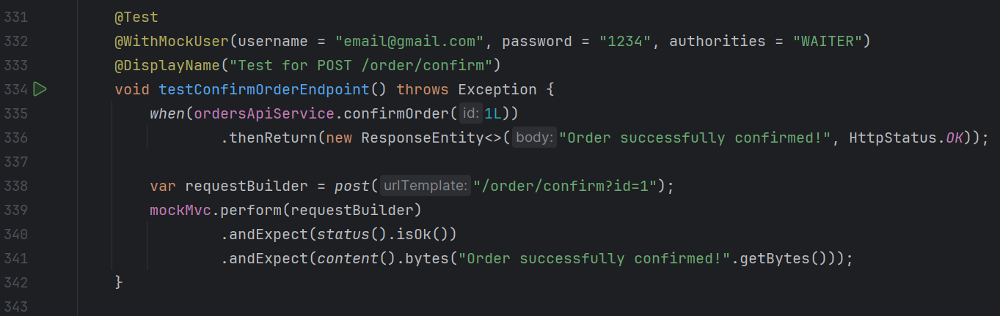 331 @Test
332 @WithMockUser(username = "email@gmail.com", password = "1234", authorities = "WAITER")
333 @DisplayName("Test for POST /order/confirm")
334 void testConfirmOrderEndpoint() throws Exception {
335 when(ordersApiService.confirmOrder( id: 1L))
336 .thenReturn(new ResponseEntity<>( body: "Order successfully confirmed!", HttpStatus.OK));
337
338 var requestBuilder = post( urlTemplate: "/order/confirm?id=1");
339 mockMvc.perform(requestBuilder)
340 .andExpect(status().isOk())
341 .andExpect(content().bytes("Order successfully confirmed!".getBytes()));
342 }
343